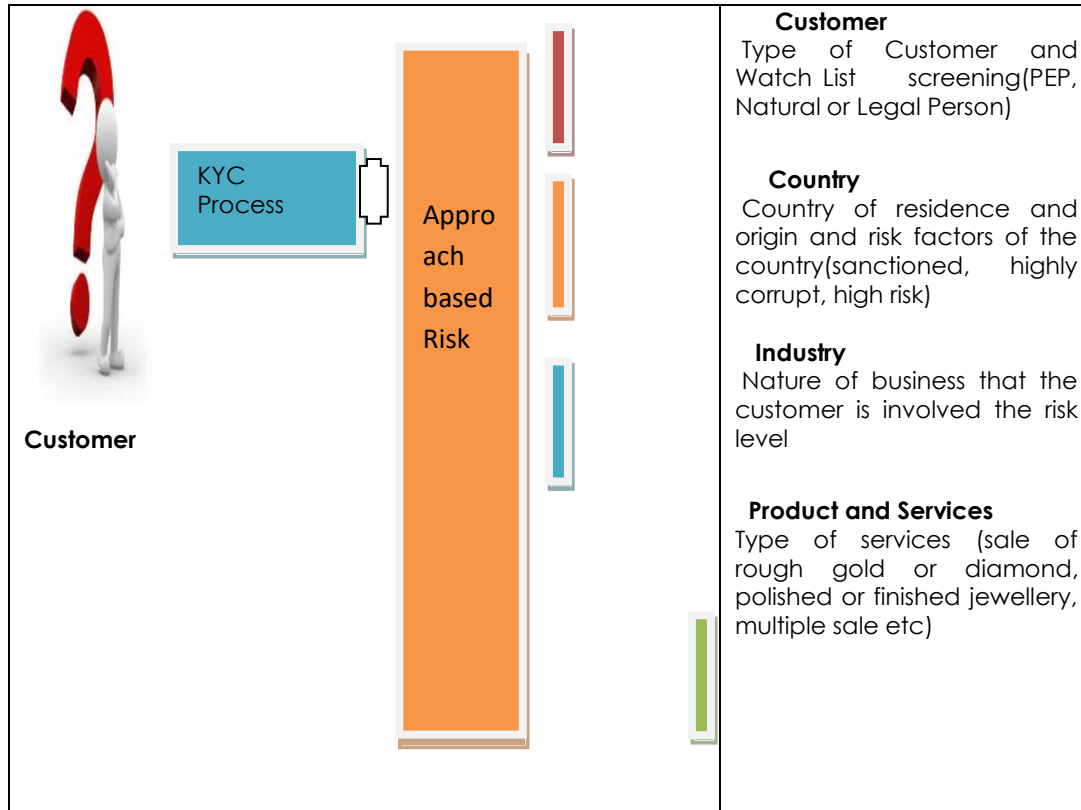 Customer
KYC
Process
Appro
ach
based
Risk
Customer
Type of Customer and
Watch List screening(PEP,
Natural or Legal Person)
Country
Country of residence and
origin and risk factors of the
country(sanctioned, highly
corrupt, high risk)
Industry
Nature of business that the
customer is involved the risk
level
Product and Services
Type of services (sale of
rough gold or diamond,
polished or finished jewellery,
multiple sale etc)